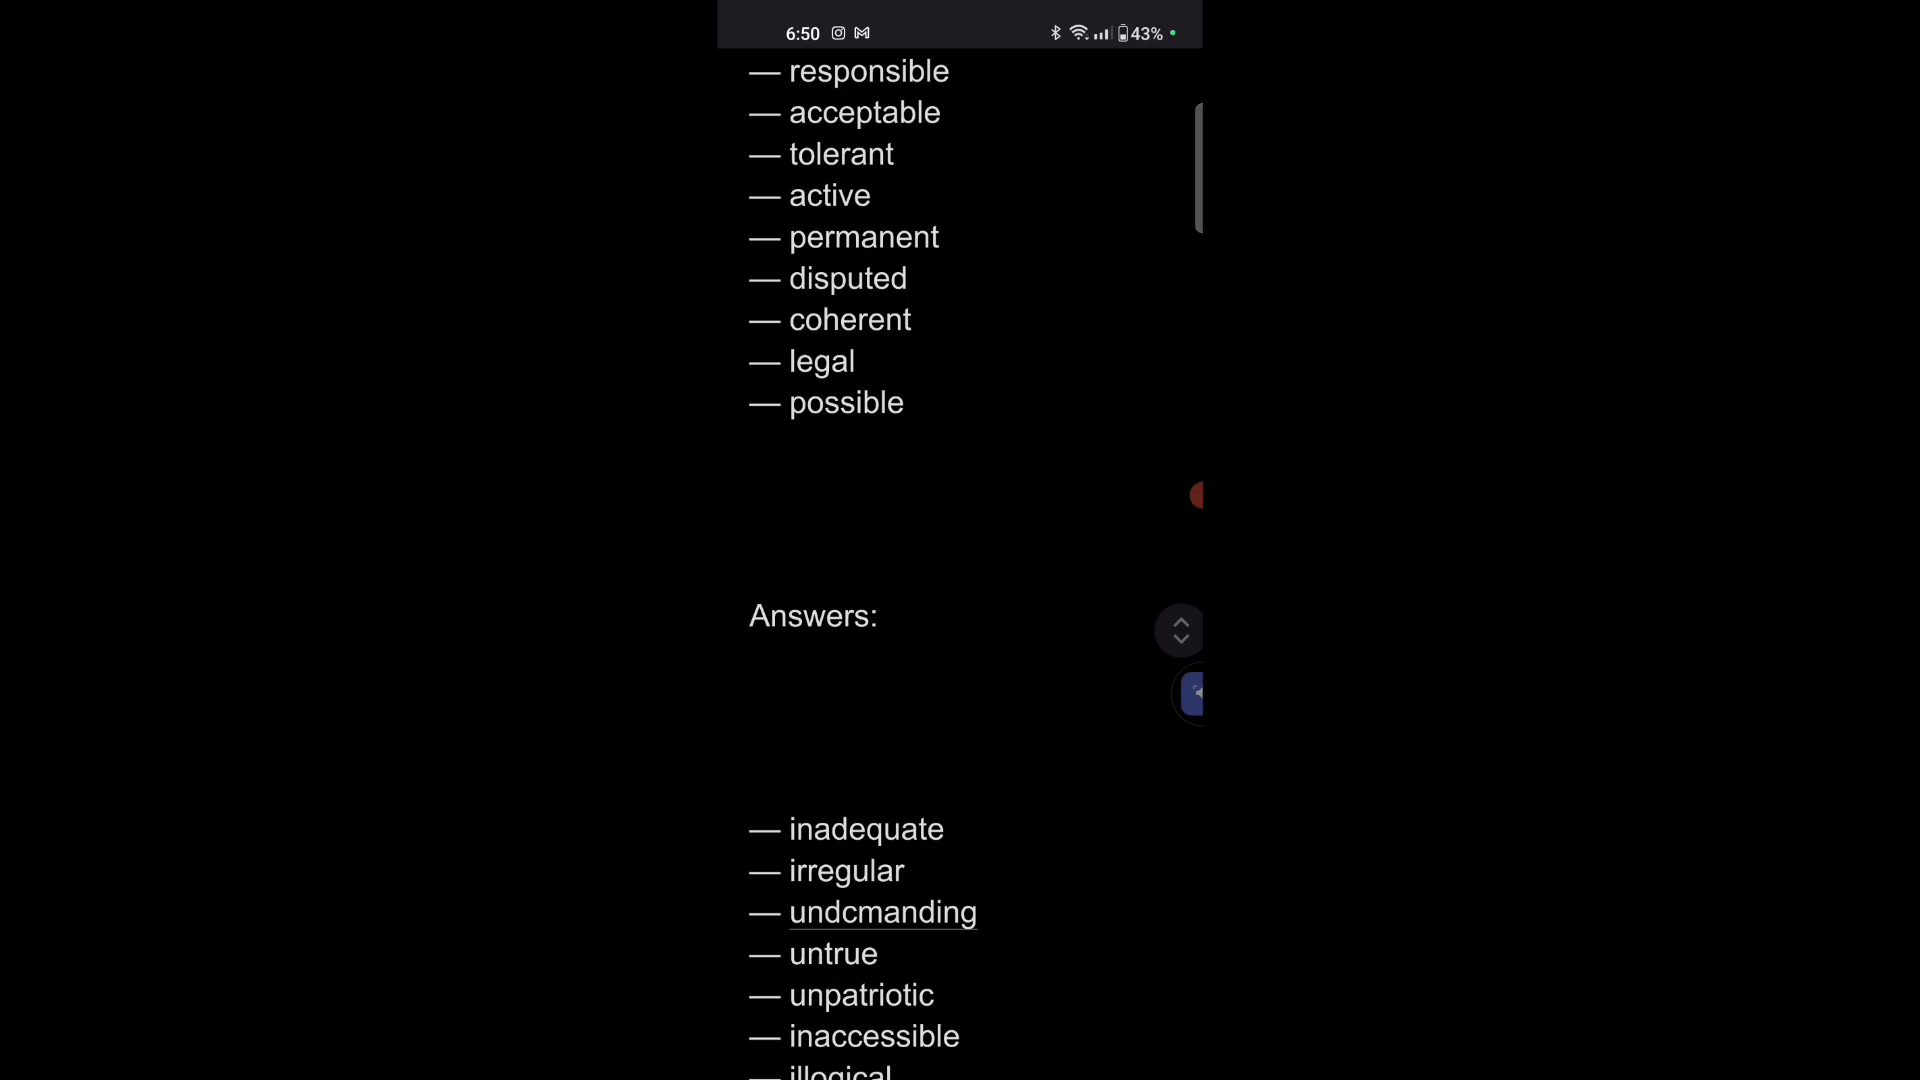 6:50 43%
— responsible
— acceptable
— tolerant
— active
— permanent
— disputed
— coherent
— legal
— possible
Answers:
— inadequate
— irregular
— undcmanding
— untrue
— unpatriotic
— inaccessible
— illogical